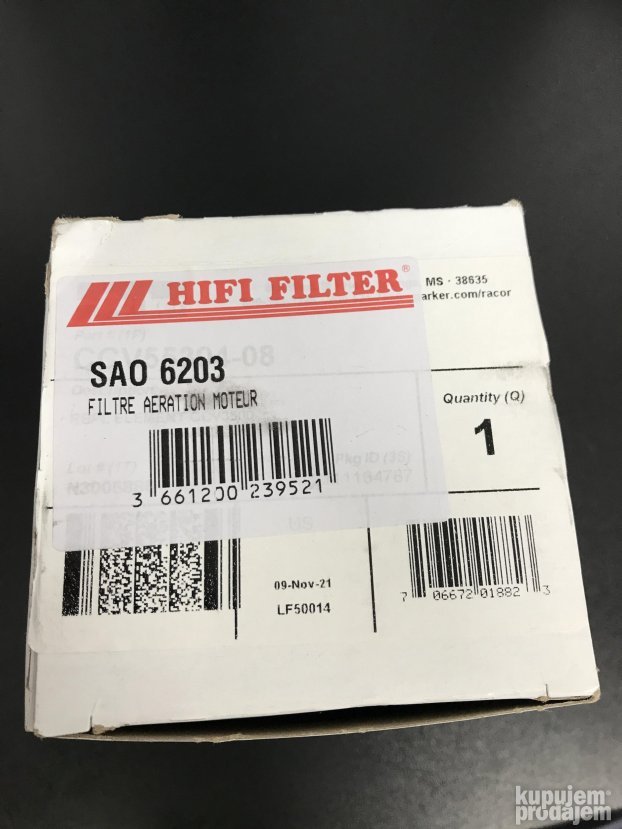 HIFI FILTER®
MS · 38635
arker.com/racor
SAO 6203
FILTRE AERATION MOTEUR
Quantity (Q)
1
3 661200 239521
US
09-Nov-21
LF50014
7 06672 01882 3
kupujem
prodajem